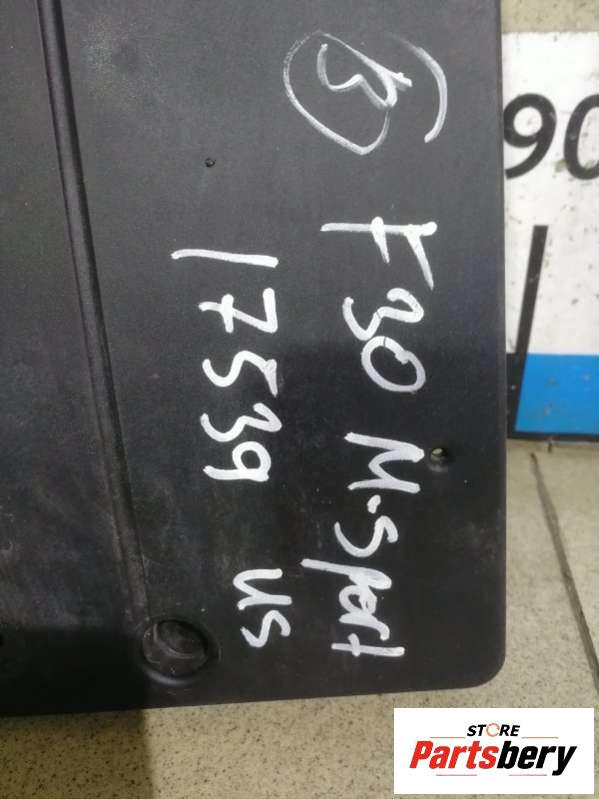 B
F30 M-Sport
17539 US
90
STORE
Partsbery